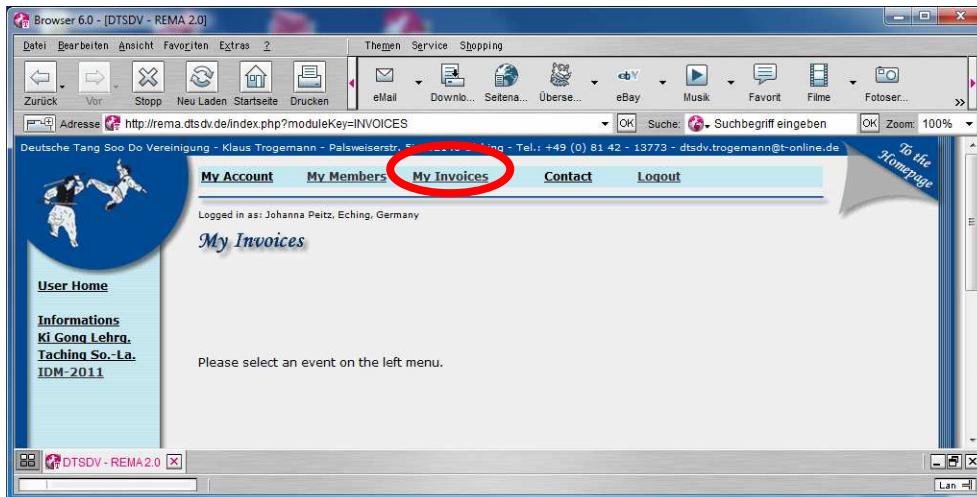 Browser 6.0 - [DTSDV - REMA 2.0]
Datei Bearbeiten Ansicht Favoriten Extras ? Themen Service Shopping
Zurück Vor Stopp Neu Laden Startseite Drucken eMail Downlo... Seitena... Überse... eBay Musik Favorit Filme Fotoser... »
Adresse http://rema.dtsdv.de/index.php?moduleKey=INVOICES OK Suche: Suchbegriff eingeben OK Zoom: 100%
Deutsche Tang Soo Do Vereinigung - Klaus Trogemann - Palsweiserstr. - Tel.: +49 (0) 81 42 - 13773 - dtsdv.trogemann@t-online.de
To the Homepage
My Account My Members My Invoices Contact Logout
Logged in as: Johanna Peitz, Eching, Germany
My Invoices
User Home
Informations
Ki Gong Lehrg.
Taching So.-La.
IDM-2011
Please select an event on the left menu.
DTSDV - REMA 2.0
Lan